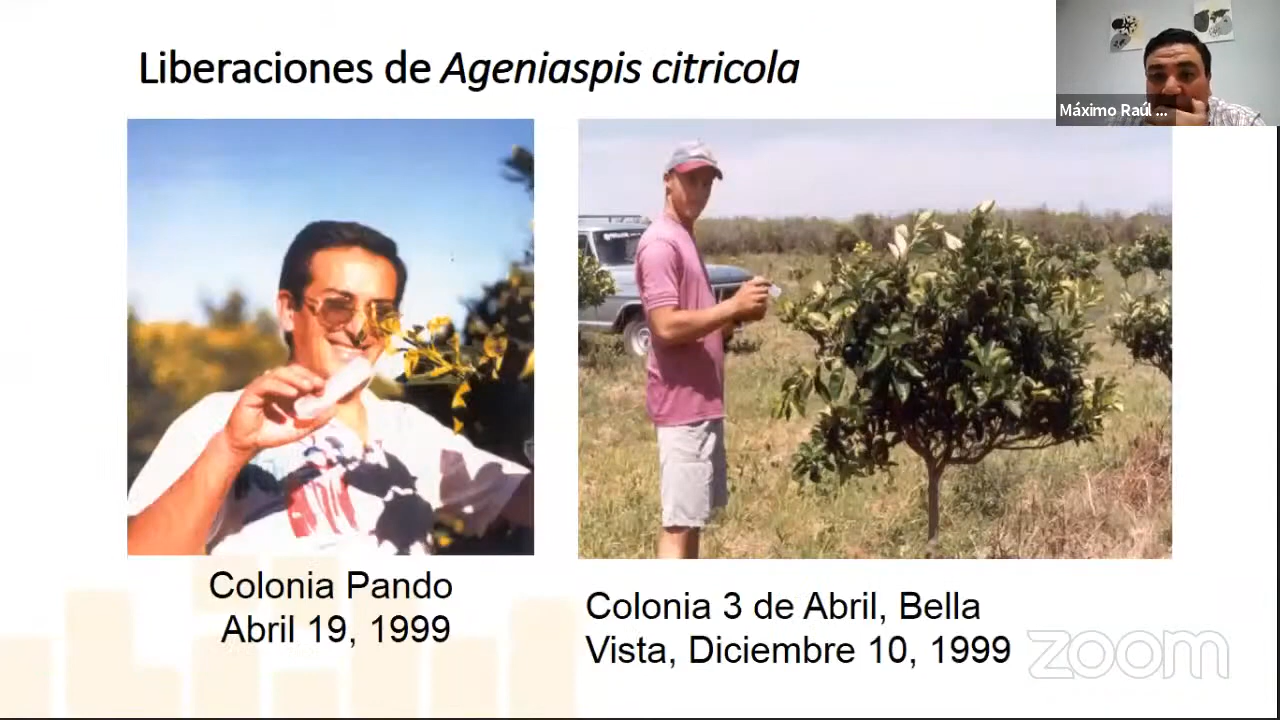 Liberaciones de Ageniaspis citricola
Máximo Raúl ...
Colonia Pando
Abril 19, 1999
Colonia 3 de Abril, Bella
Vista, Diciembre 10, 1999
zoom